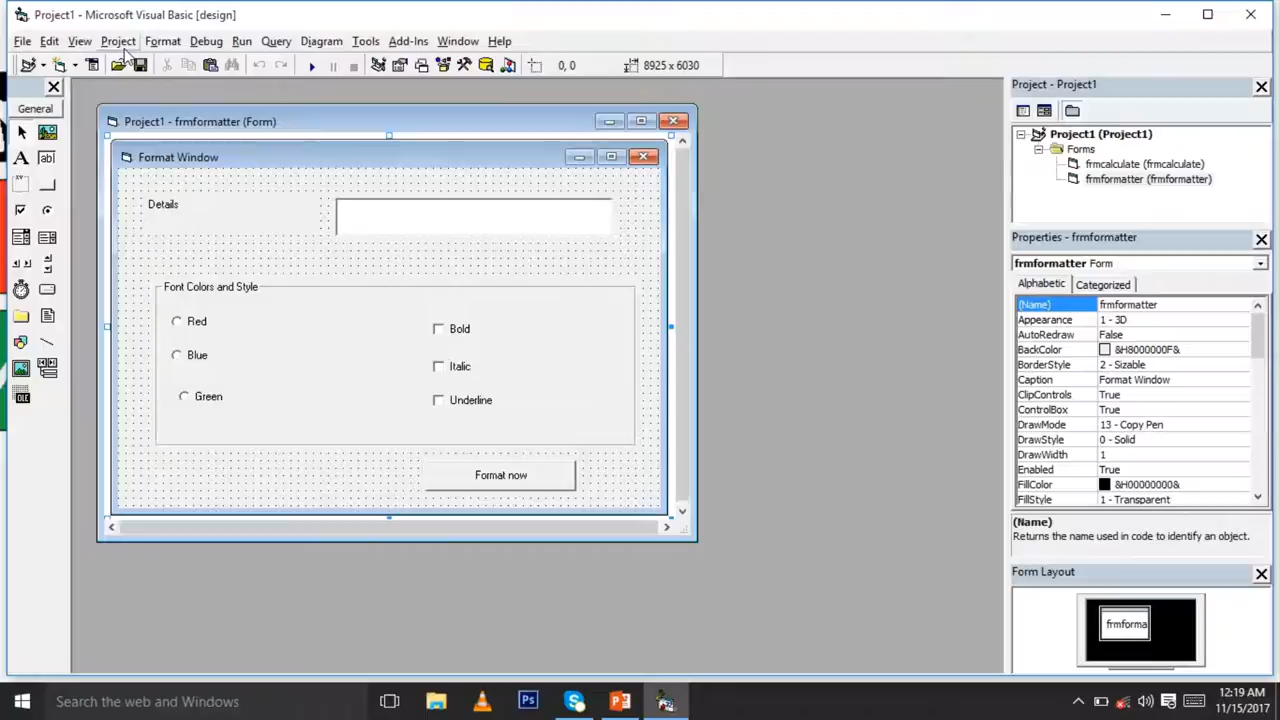 Project1 - Microsoft Visual Basic [design]
File Edit View Project Format Debug Run Query Diagram Tools Add-Ins Window Help
0, 0 8925 x 6030
General
Project1 - frmformatter (Form)
Format Window
Details
Font Colors and Style
Red
Bold
Blue
Italic
Green
Underline
Format now
Project - Project1
Project1 (Project1)
Forms
frmcalculate (frmcalculate)
frmformatter (frmformatter)
Properties - frmformatter
frmformatter Form
Alphabetic Categorized
(Name) frmformatter
Appearance 1 - 3D
AutoRedraw False
BackColor &H8000000F&
BorderStyle 2 - Sizable
Caption Format Window
ClipControls True
ControlBox True
DrawMode 13 - Copy Pen
DrawStyle 0 - Solid
DrawWidth 1
Enabled True
FillColor &H00000000&
FillStyle 1 - Transparent
(Name)
Returns the name used in code to identify an object.
Form Layout
frmforma
Search the web and Windows
12:19 AM
11/15/2017